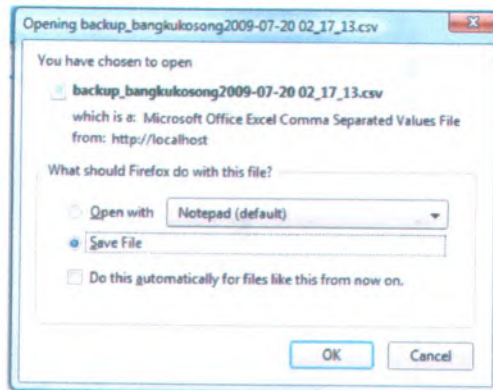 Opening backup_bangkukosong2009-07-20 02_17_13.csv
You have chosen to open
backup_bangkukosong2009-07-20 02_17_13.csv
which is a: Microsoft Office Excel Comma Separated Values File
from: http://localhost
What should Firefox do with this file?
Open with Notepad (default)
Save File
Do this automatically for files like this from now on.
OK Cancel